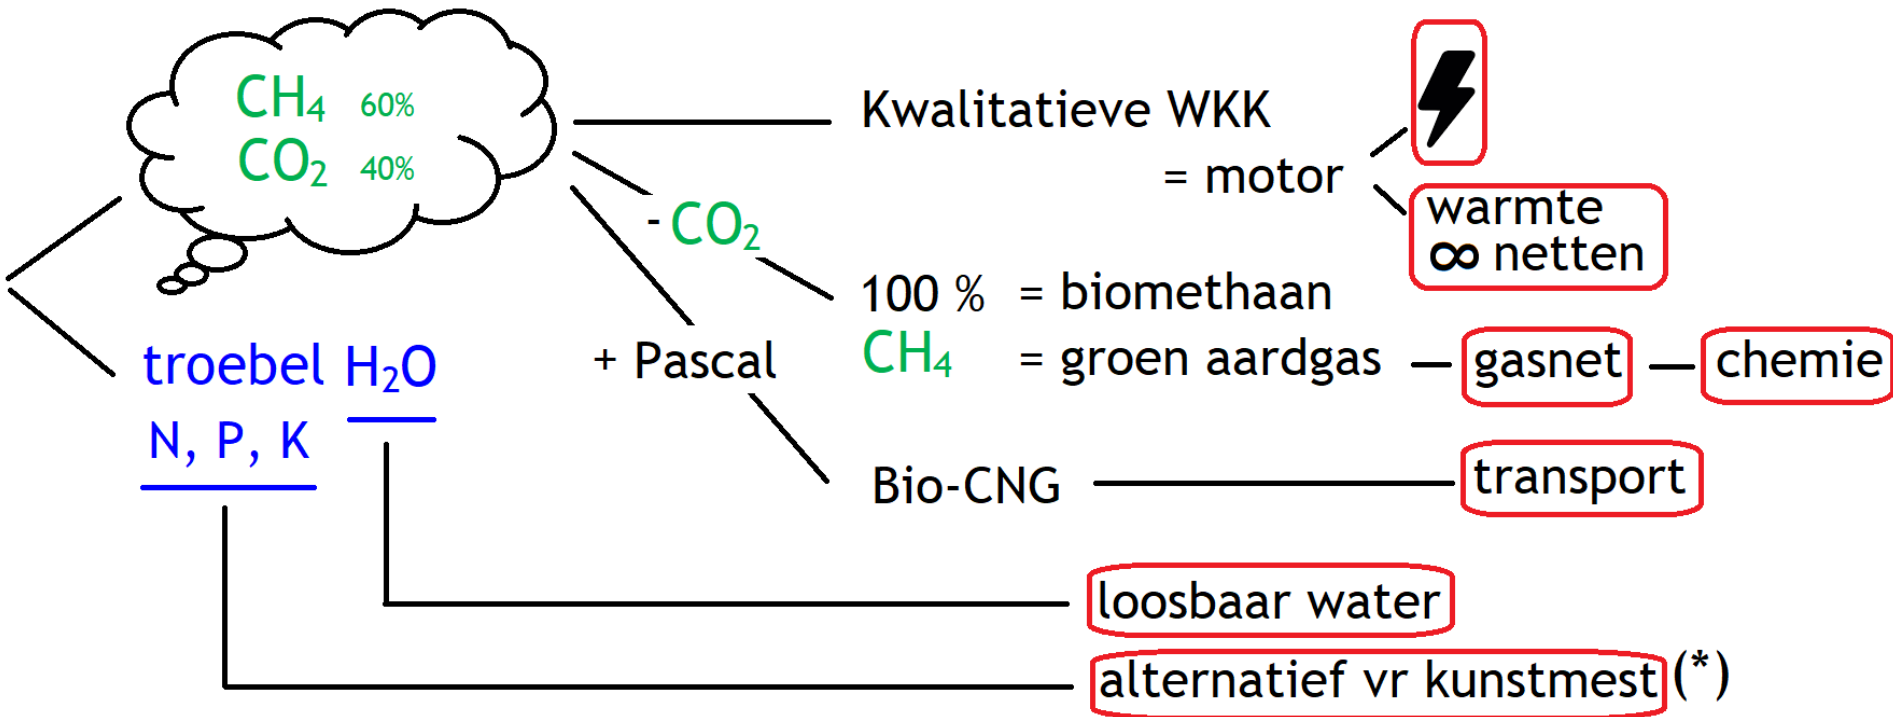 CH₄ 60%
CO₂ 40%
Kwalitatieve WKK
= motor
warmte
∞ netten
- CO₂
100 % = biomethaan
CH₄ = groen aardgas
gasnet
chemie
+ Pascal
troebel H₂O
N, P, K
Bio-CNG
transport
loosbaar water
alternatief vr kunstmest (*)